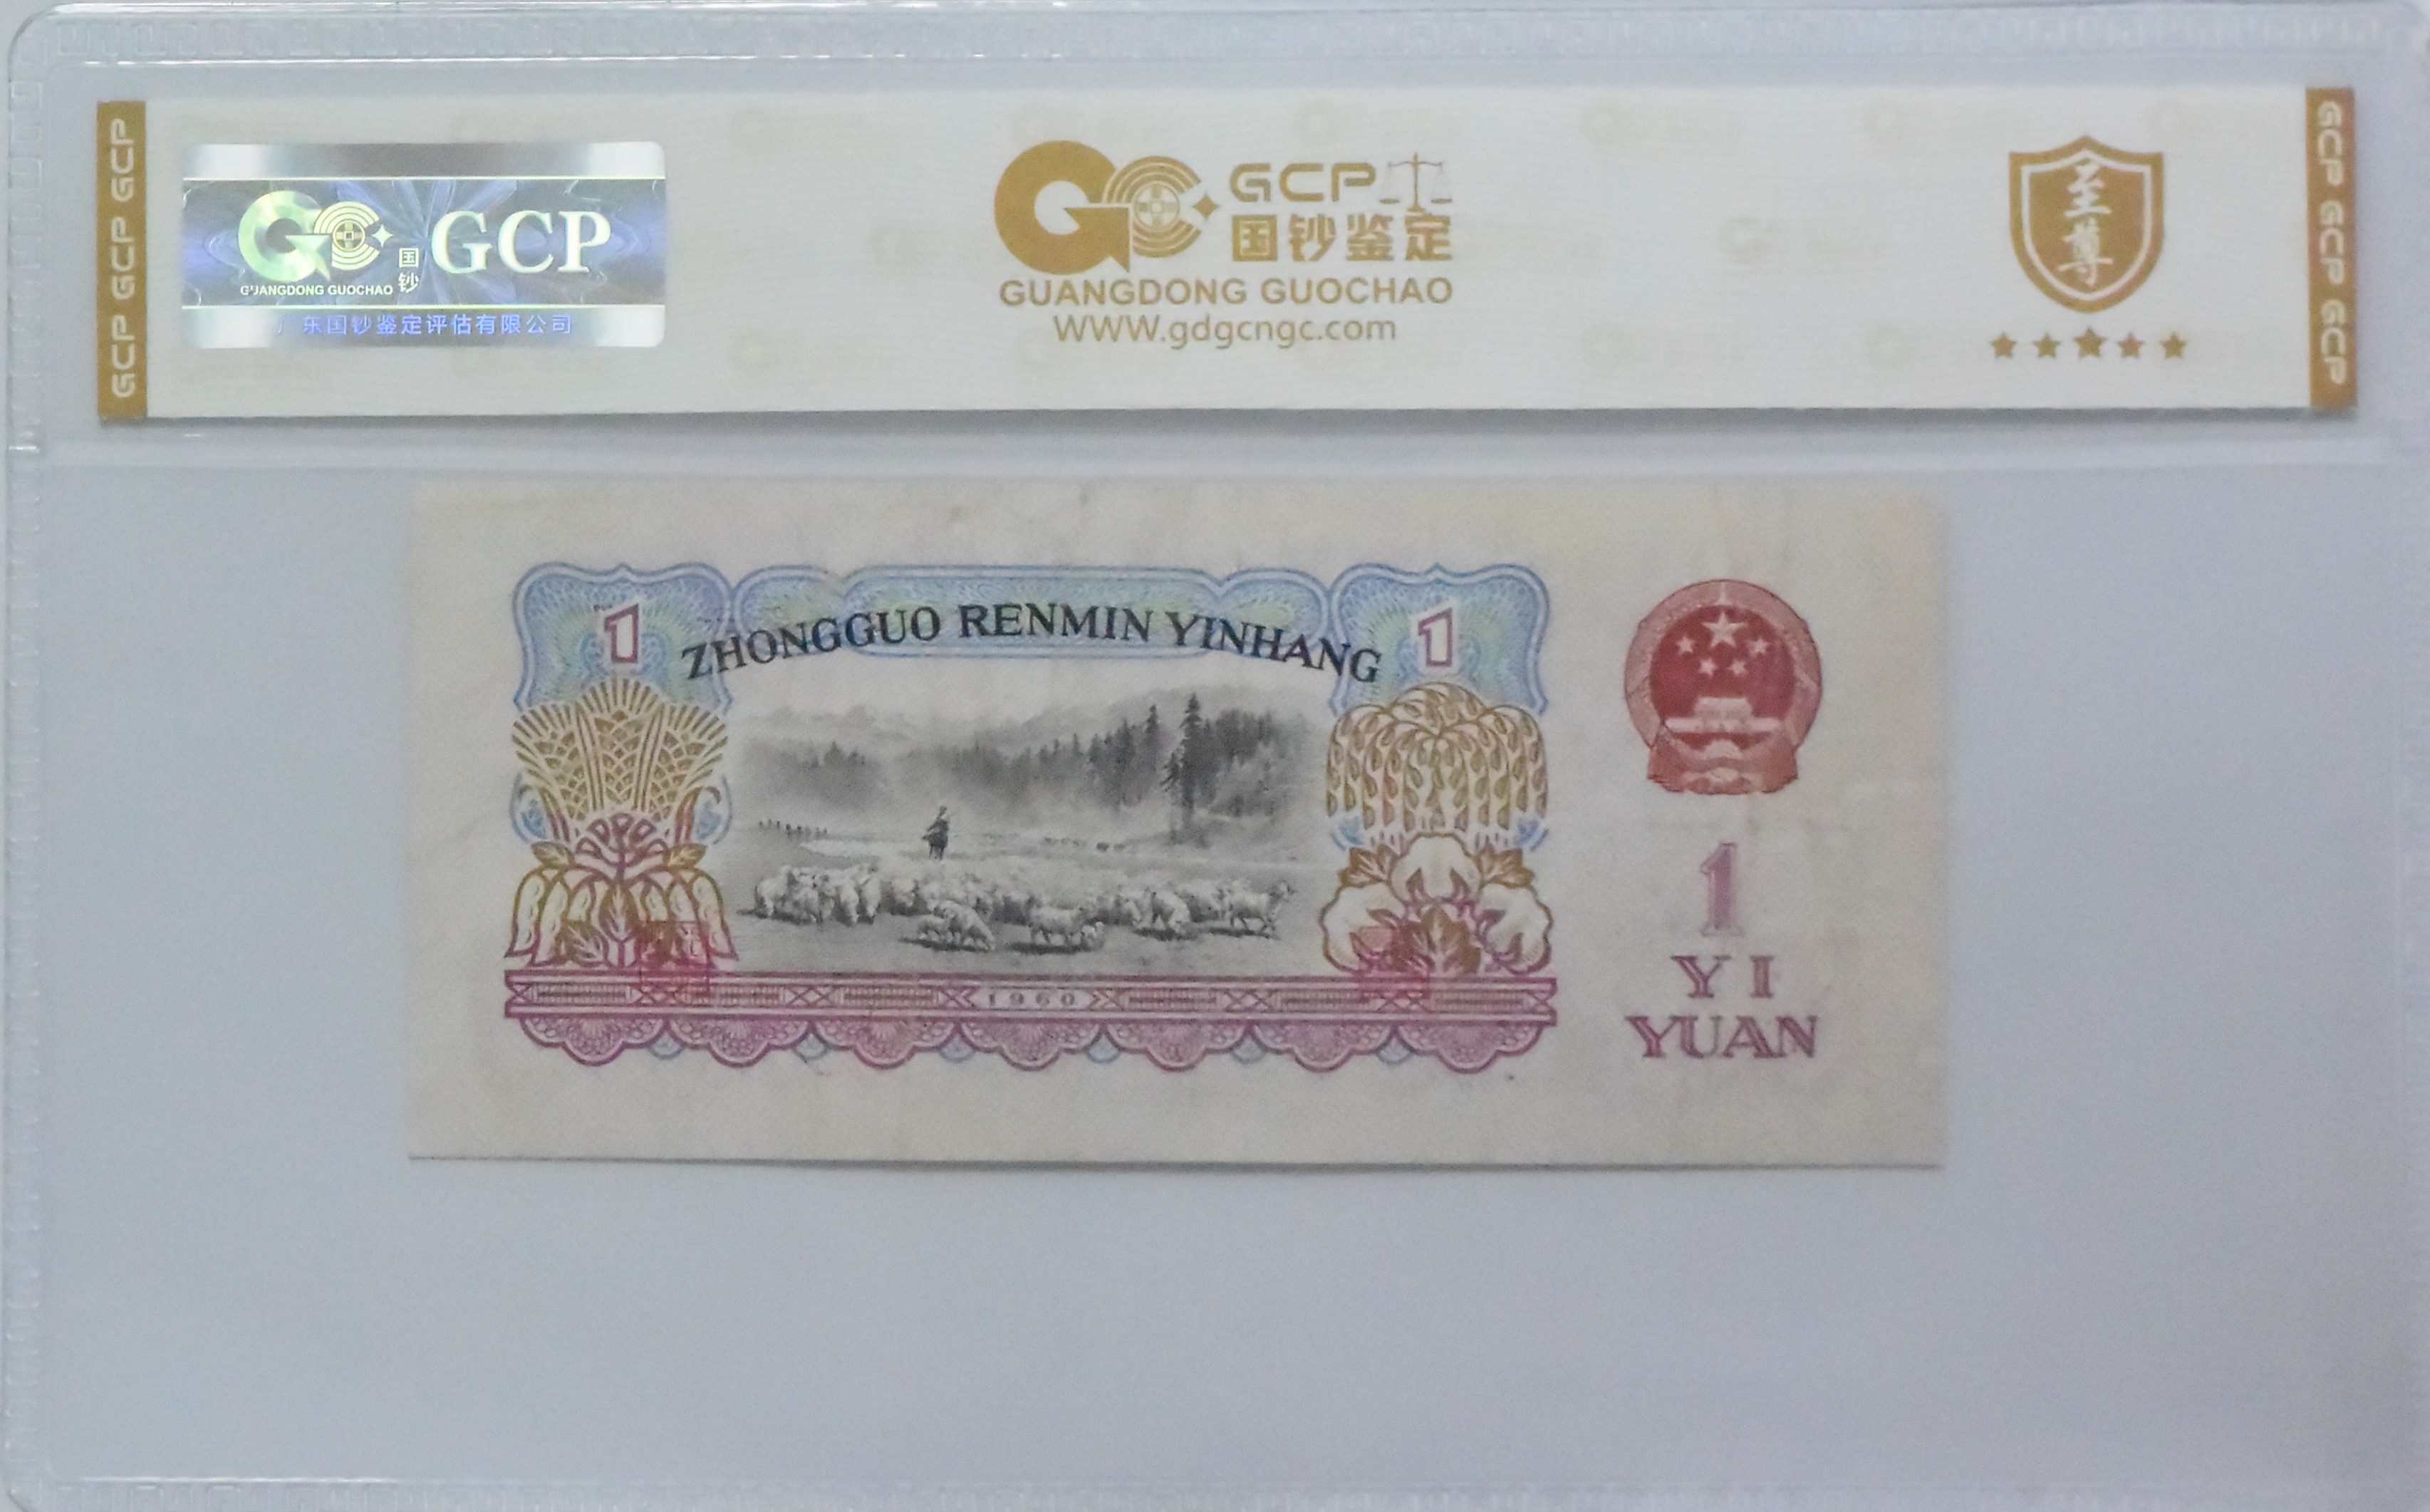 GCP GCP GCP
GCP
国钞
GUANGDONG GUOCHAO
广东国钞鉴定评估有限公司
GCP
国钞鉴定
GUANGDONG GUOCHAO
WWW.gdgcngc.com
至尊
GCP GCP GCP
1
ZHONGGUO RENMIN YINHANG
1
1960
1
YI
YUAN